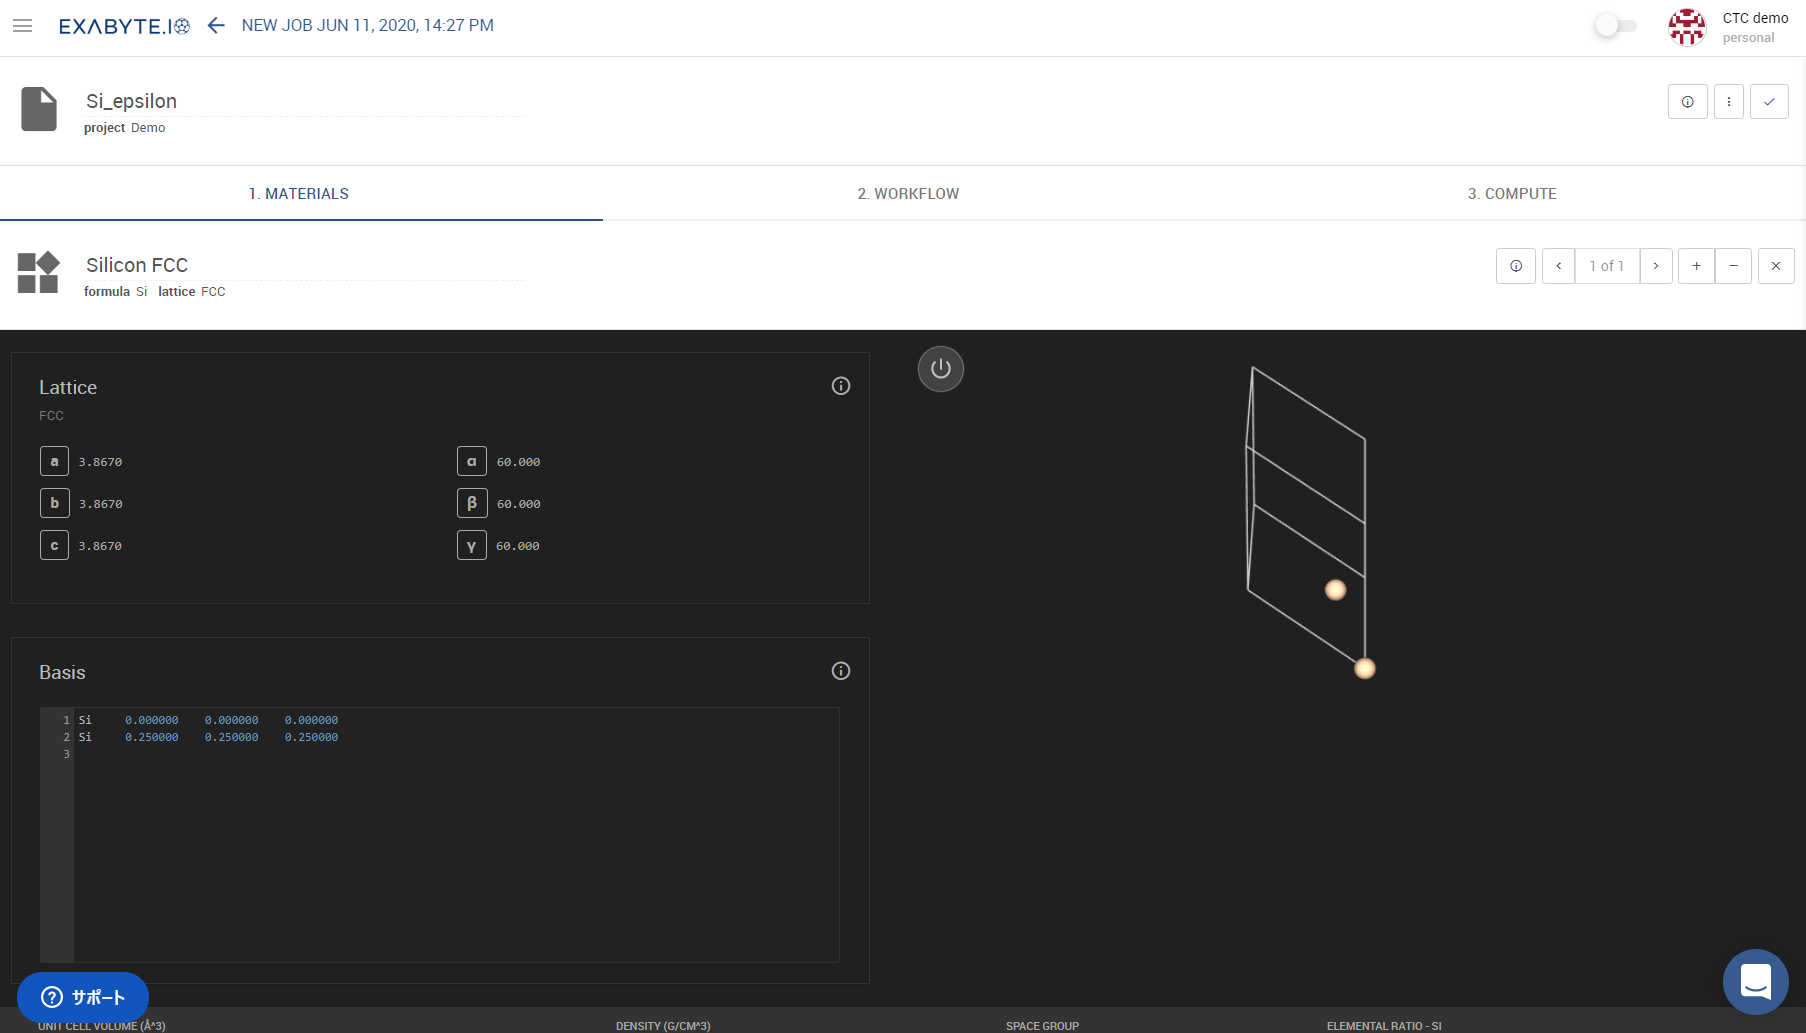 EXABYTE.IO NEW JOB JUN 11, 2020, 14:27 PM
CTC demo
personal
Si_epsilon
project Demo
1. MATERIALS 2. WORKFLOW 3. COMPUTE
Silicon FCC
formula Si lattice FCC
1 of 1
Lattice
FCC
a 3.8670 α 60.000
b 3.8670 β 60.000
c 3.8670 γ 60.000
Basis
1 Si 0.000000 0.000000 0.000000
2 Si 0.250000 0.250000 0.250000
3
サポート
UNIT CELL VOLUME (Å^3) DENSITY (G/CM^3) SPACE GROUP ELEMENTAL RATIO - SI